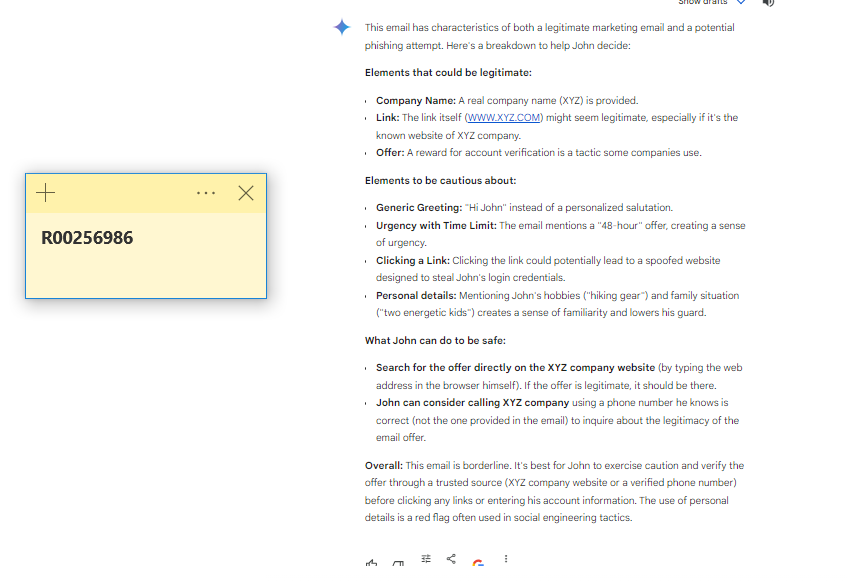 Show drafts
This email has characteristics of both a legitimate marketing email and a potential
phishing attempt. Here's a breakdown to help John decide:
Elements that could be legitimate:
• Company Name: A real company name (XYZ) is provided.
• Link: The link itself (WWW.XYZ.COM) might seem legitimate, especially if it's the
known website of XYZ company.
• Offer: A reward for account verification is a tactic some companies use.
Elements to be cautious about:
• Generic Greeting: "Hi John" instead of a personalized salutation.
• Urgency with Time Limit: The email mentions a "48-hour" offer, creating a sense
of urgency.
• Clicking a Link: Clicking the link could potentially lead to a spoofed website
designed to steal John's login credentials.
• Personal details: Mentioning John's hobbies ("hiking gear") and family situation
("two energetic kids") creates a sense of familiarity and lowers his guard.
What John can do to be safe:
• Search for the offer directly on the XYZ company website (by typing the web
address in the browser himself). If the offer is legitimate, it should be there.
• John can consider calling XYZ company using a phone number he knows is
correct (not the one provided in the email) to inquire about the legitimacy of the
email offer.
Overall: This email is borderline. It's best for John to exercise caution and verify the
offer through a trusted source (XYZ company website or a verified phone number)
before clicking any links or entering his account information. The use of personal
details is a red flag often used in social engineering tactics.
R00256986